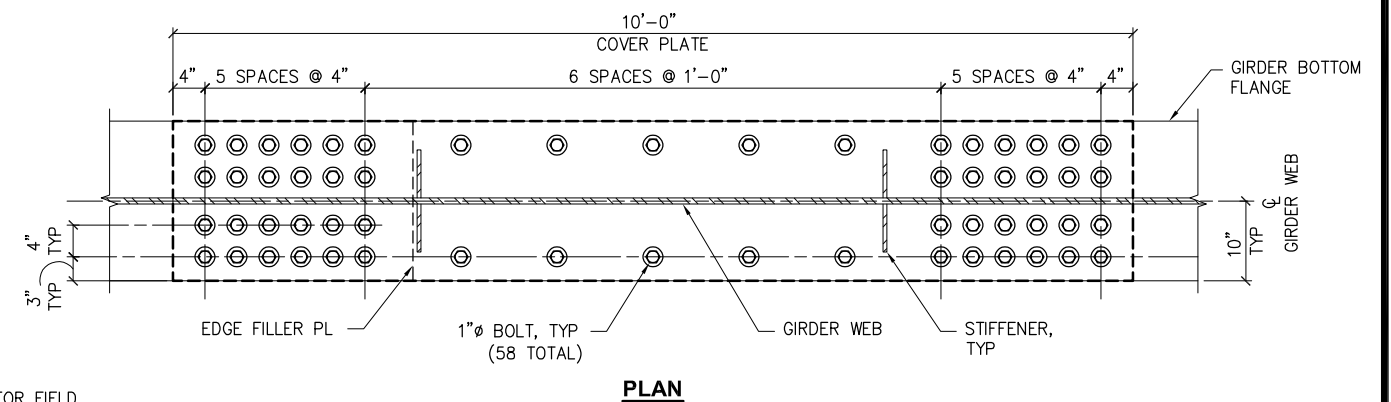 10'-0"
COVER PLATE
4"
5 SPACES @ 4"
6 SPACES @ 1'-0"
5 SPACES @ 4"
4"
GIRDER BOTTOM
FLANGE
℄
GIRDER WEB
10"
TYP
4"
TYP
3"
TYP
EDGE FILLER PL
1"ø BOLT, TYP
(58 TOTAL)
GIRDER WEB
STIFFENER,
TYP
PLAN
FOR FIELD